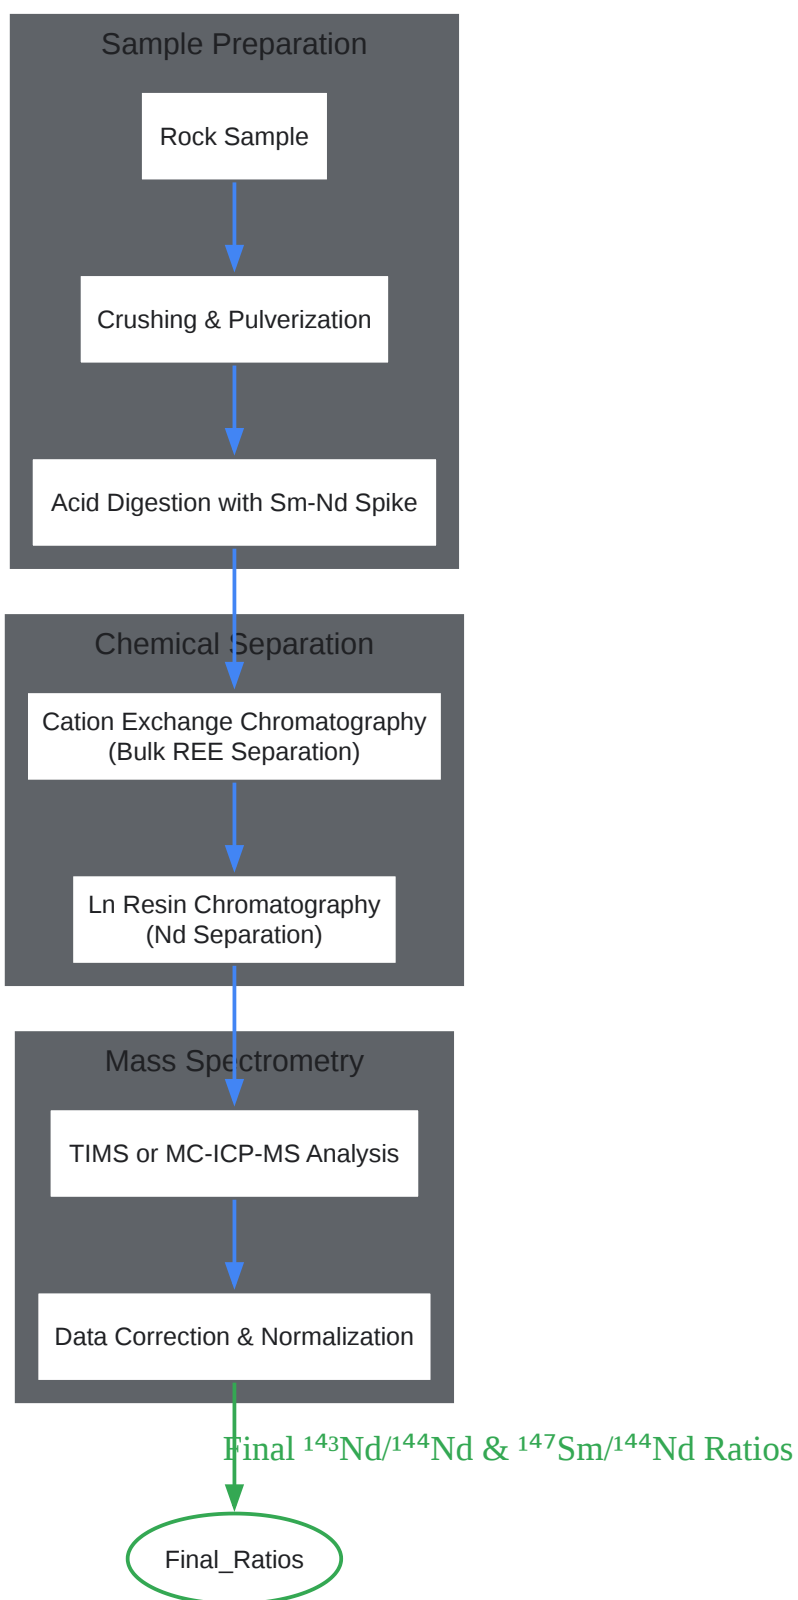 Sample Preparation
Rock Sample
Crushing & Pulverization
Acid Digestion with Sm-Nd Spike
Chemical Separation
Cation Exchange Chromatography
(Bulk REE Separation)
Ln Resin Chromatography
(Nd Separation)
Mass Spectrometry
TIMS or MC-ICP-MS Analysis
Data Correction & Normalization
Final ¹⁴³Nd/¹⁴⁴Nd & ¹⁴⁷Sm/¹⁴⁴Nd Ratios
Final_Ratios